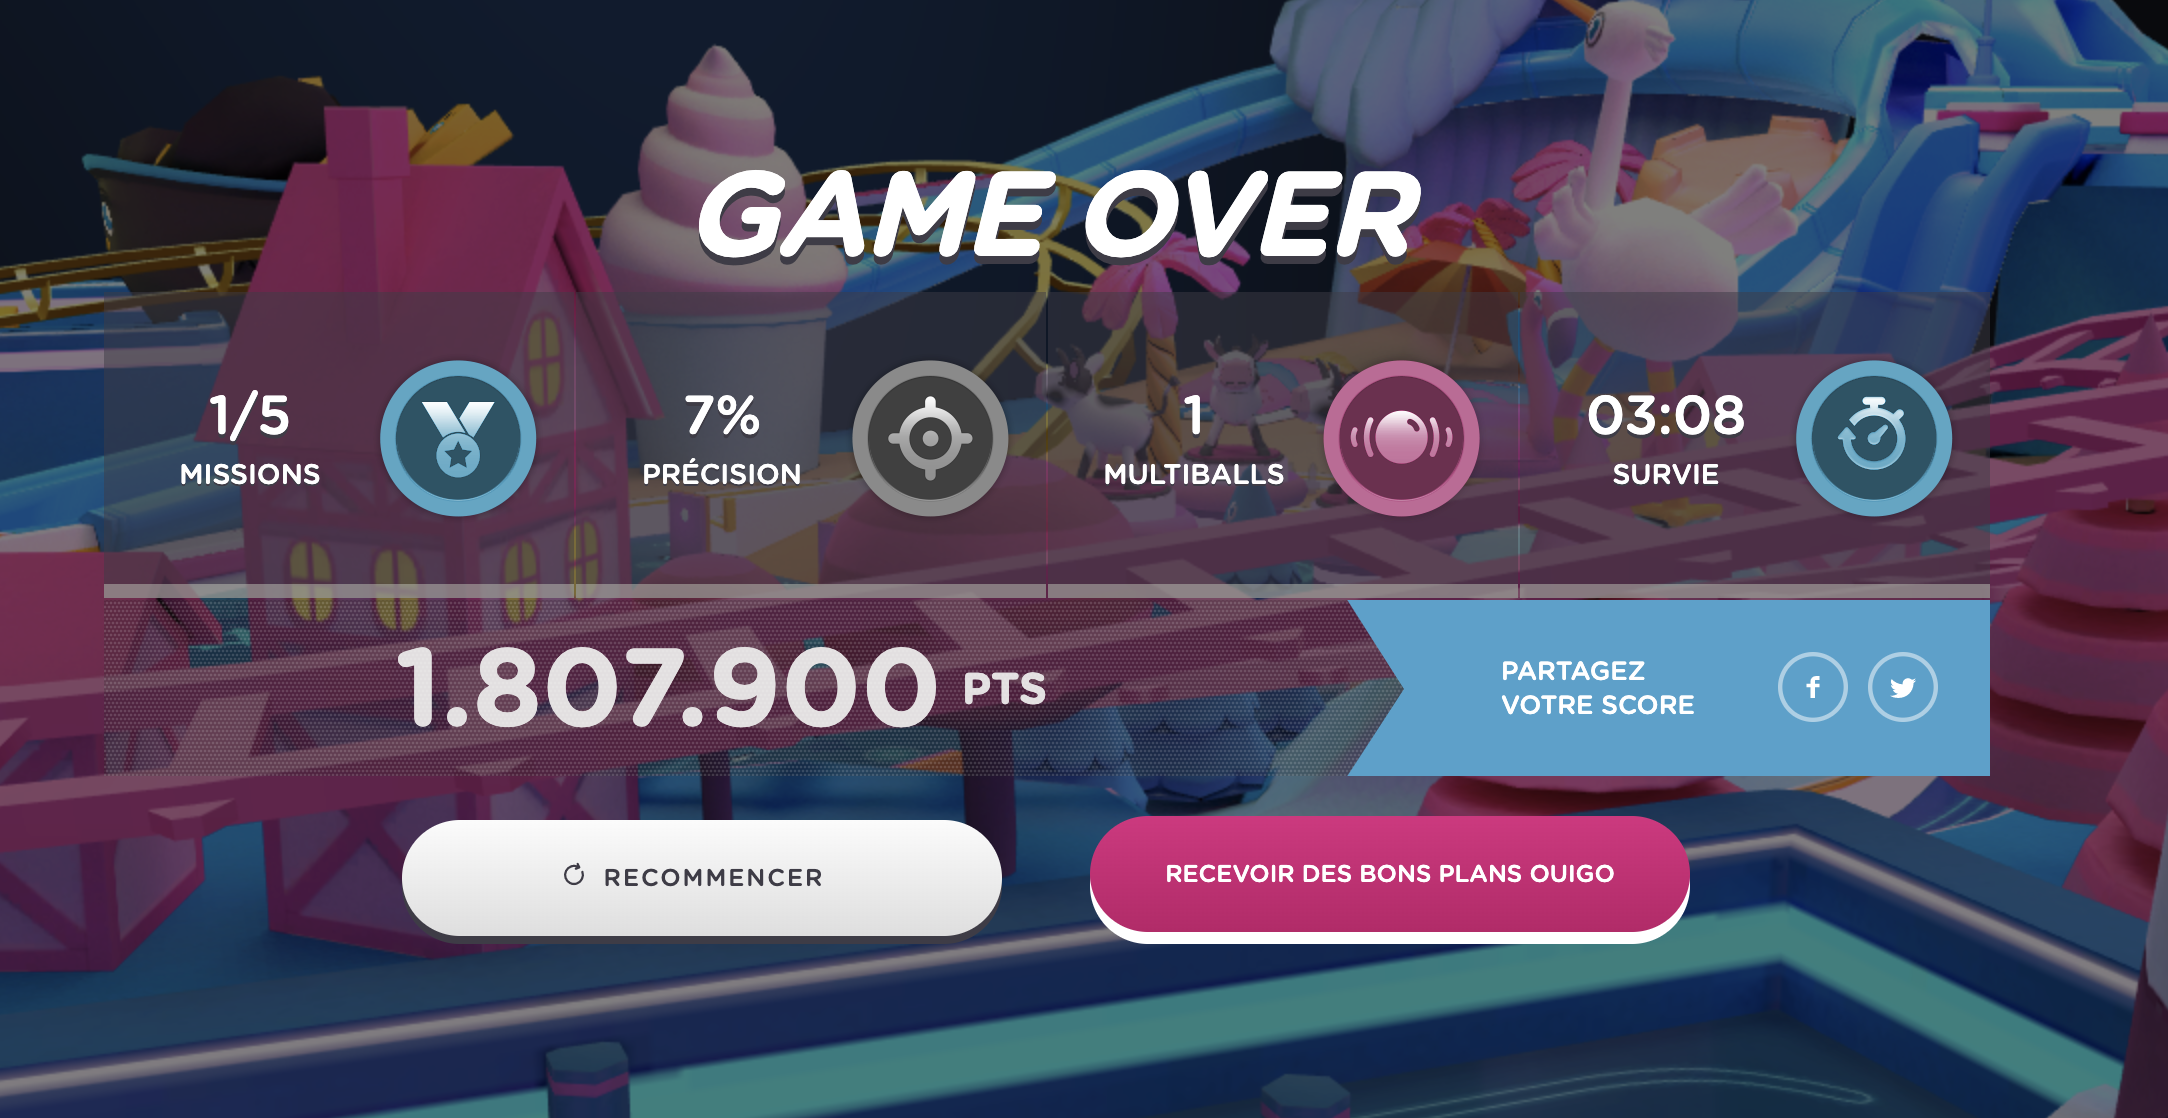 GAME OVER
1/5
MISSIONS
7%
PRÉCISION
1
MULTIBALLS
03:08
SURVIE
1.807.900 PTS
PARTAGEZ
VOTRE SCORE
RECOMMENCER
RECEVOIR DES BONS PLANS OUIGO